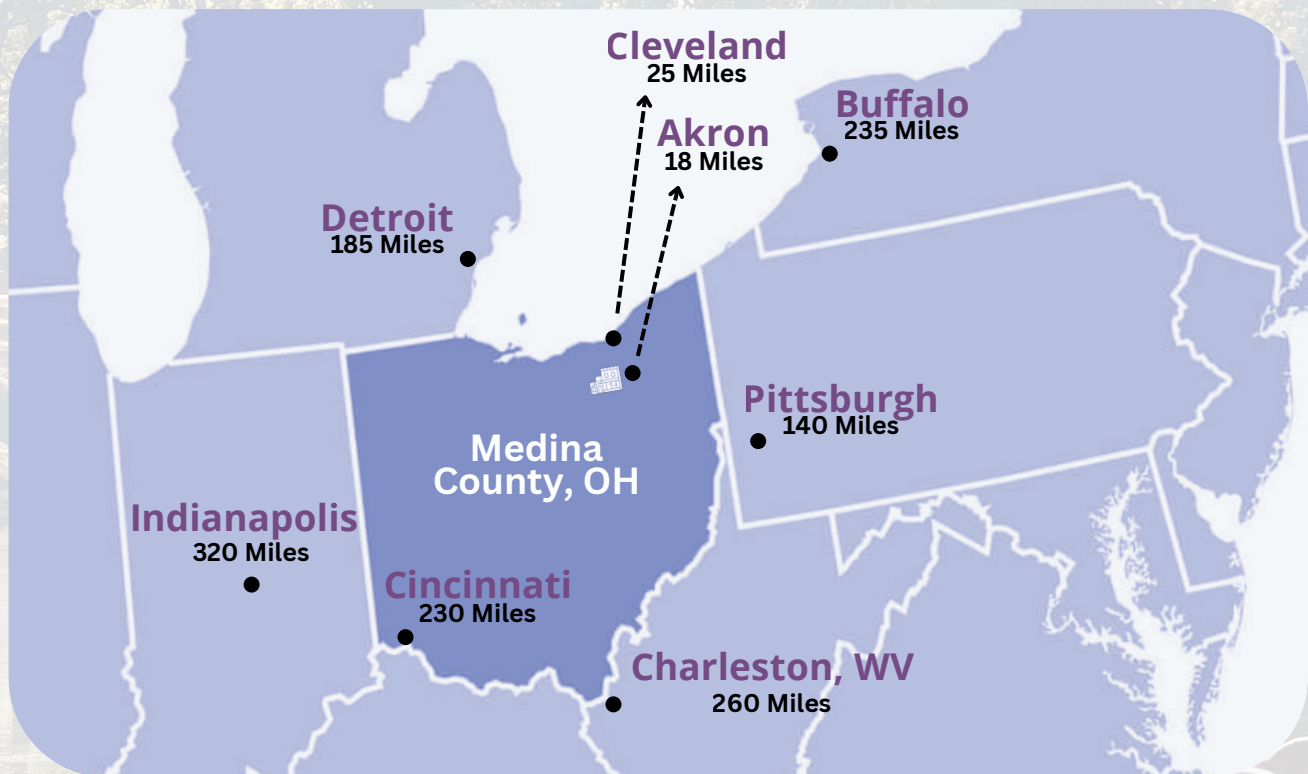 Cleveland
25 Miles
Buffalo
235 Miles
Akron
18 Miles
Detroit
185 Miles
Pittsburgh
140 Miles
Medina
County, OH
Indianapolis
320 Miles
Cincinnati
230 Miles
Charleston, WV
260 Miles